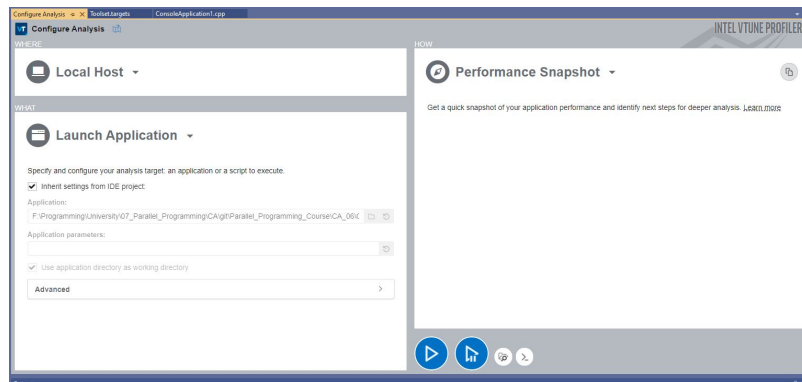 Configure Analysis
Toolset.targets
ConsoleApplication1.cpp
VT Configure Analysis
INTEL VTUNE PROFILER
WHERE
Local Host
WHAT
Launch Application
Specify and configure your analysis target: an application or a script to execute.
Inherit settings from IDE project:
Application:
F:\Programming\University\07_Parallel_Programming\CA\git\Parallel_Programming_Course\CA_06\C
Application parameters:
Use application directory as working directory
Advanced
HOW
Performance Snapshot
Get a quick snapshot of your application performance and identify next steps for deeper analysis. Learn more